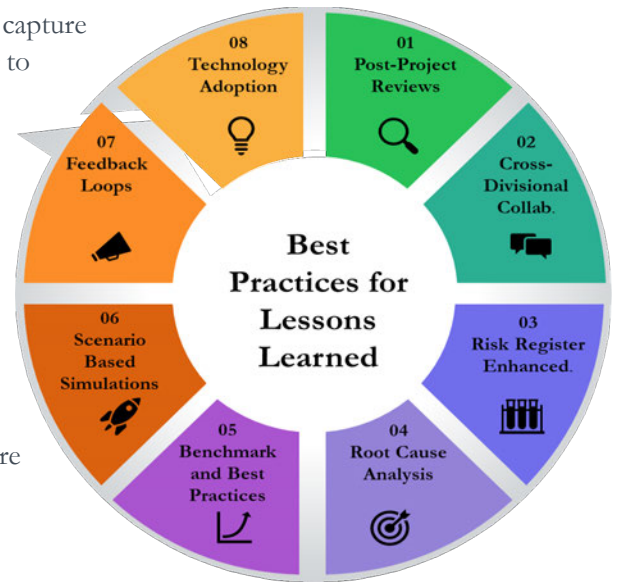 capture
to
re
Best
Practices for
Lessons
Learned
01
Post-Project
Reviews
02
Cross-
Divisional
Collab.
03
Risk Register
Enhanced.
04
Root Cause
Analysis
05
Benchmark
and Best
Practices
06
Scenario
Based
Simulations
07
Feedback
Loops
08
Technology
Adoption